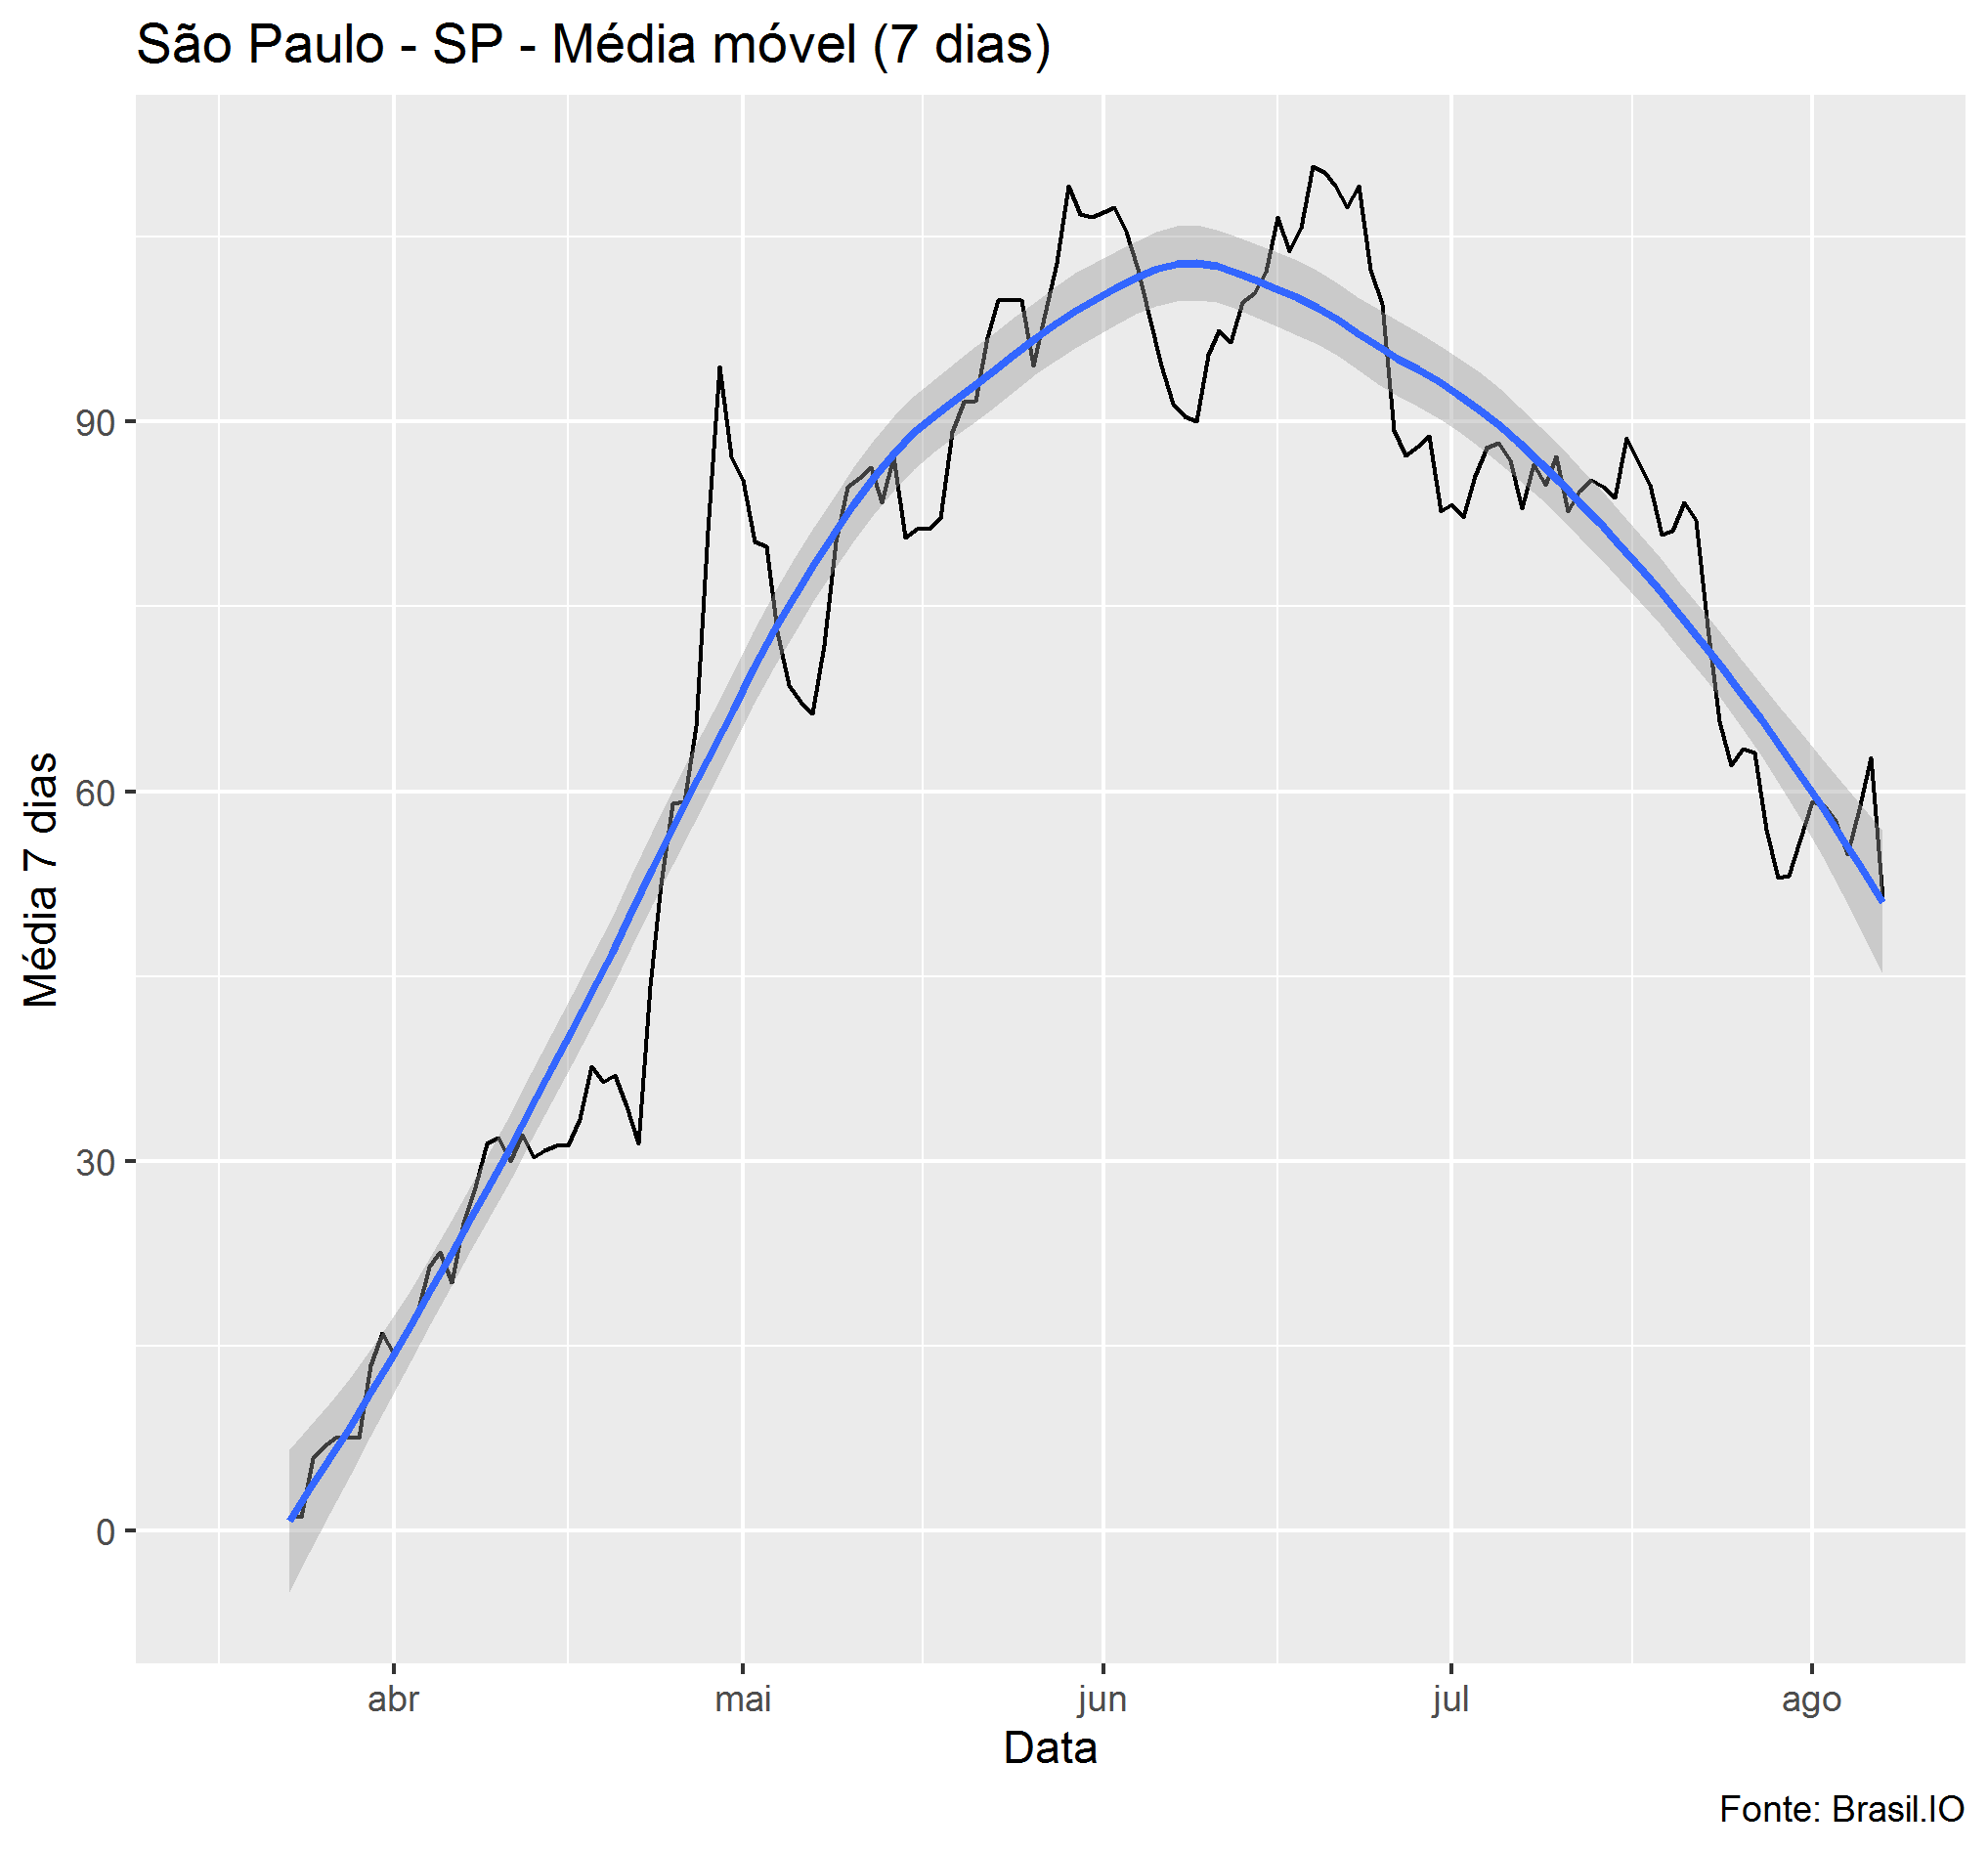 São Paulo - SP - Média móvel (7 dias)
Média 7 dias
90
60
30
0
abr mai jun jul ago
Data
Fonte: Brasil.IO